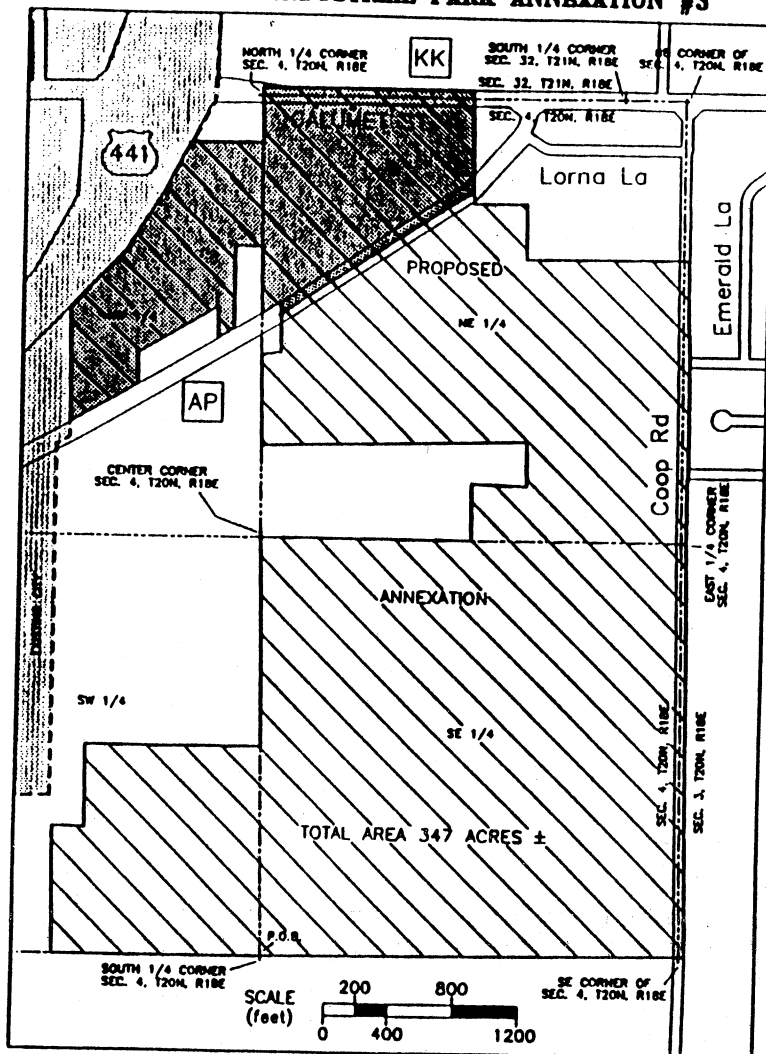 PARK ANNEXATION #3
NORTH 1/4 CORNER
SEC. 4, T20N, R18E
KK
SOUTH 1/4 CORNER
SEC. 32, T21N, R18E
CORNER OF
SEC. 4, T20N, R18E
SEC. 32, T21N, R18E
SEC. 4, T20N, R18E
CALUMET
441
Lorna La
Emerald La
PROPOSED
NE 1/4
AP
Coop Rd
CENTER CORNER
SEC. 4, T20N, R18E
EAST 1/4 CORNER
SEC. 4, T20N, R18E
ANNEXATION
EXISTING CITY
SW 1/4
SE 1/4
SEC. 4, T20N, R18E
SEC. 3, T20N, R18E
TOTAL AREA 347 ACRES ±
P.O.B.
SOUTH 1/4 CORNER
SEC. 4, T20N, R18E
SE CORNER OF
SEC. 4, T20N, R18E
SCALE
(feet)
200 800
0 400 1200